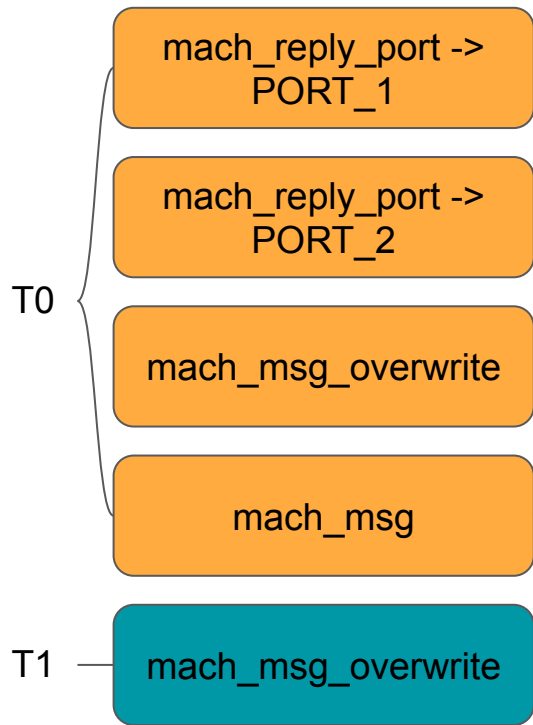 mach_reply_port ->
PORT_1
mach_reply_port ->
PORT_2
T0
mach_msg_overwrite
mach_msg
T1
mach_msg_overwrite